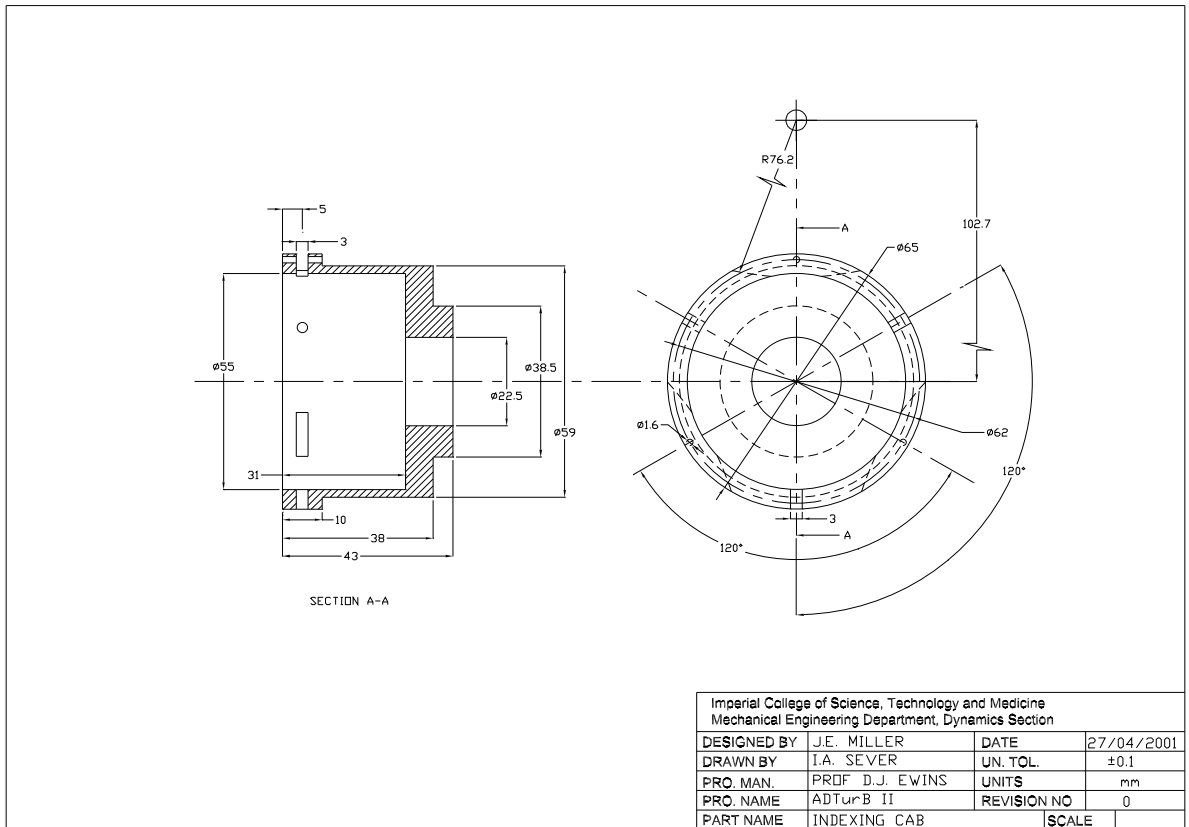 R76.2
A
102.7
ø65
5
3
ø55
ø38.5
ø22.5
ø59
ø1.6
ø62
31
10
38
43
120°
3
120°
A
SECTION A-A
Imperial College of Science, Technology and Medicine
Mechanical Engineering Department, Dynamics Section
DESIGNED BY J.E. MILLER DATE 27/04/2001
DRAWN BY I.A. SEVER UN. TOL. ±0.1
PRO. MAN. PROF D.J. EWINS UNITS mm
PRO. NAME ADTurB II REVISION NO 0
PART NAME INDEXING CAB SCALE